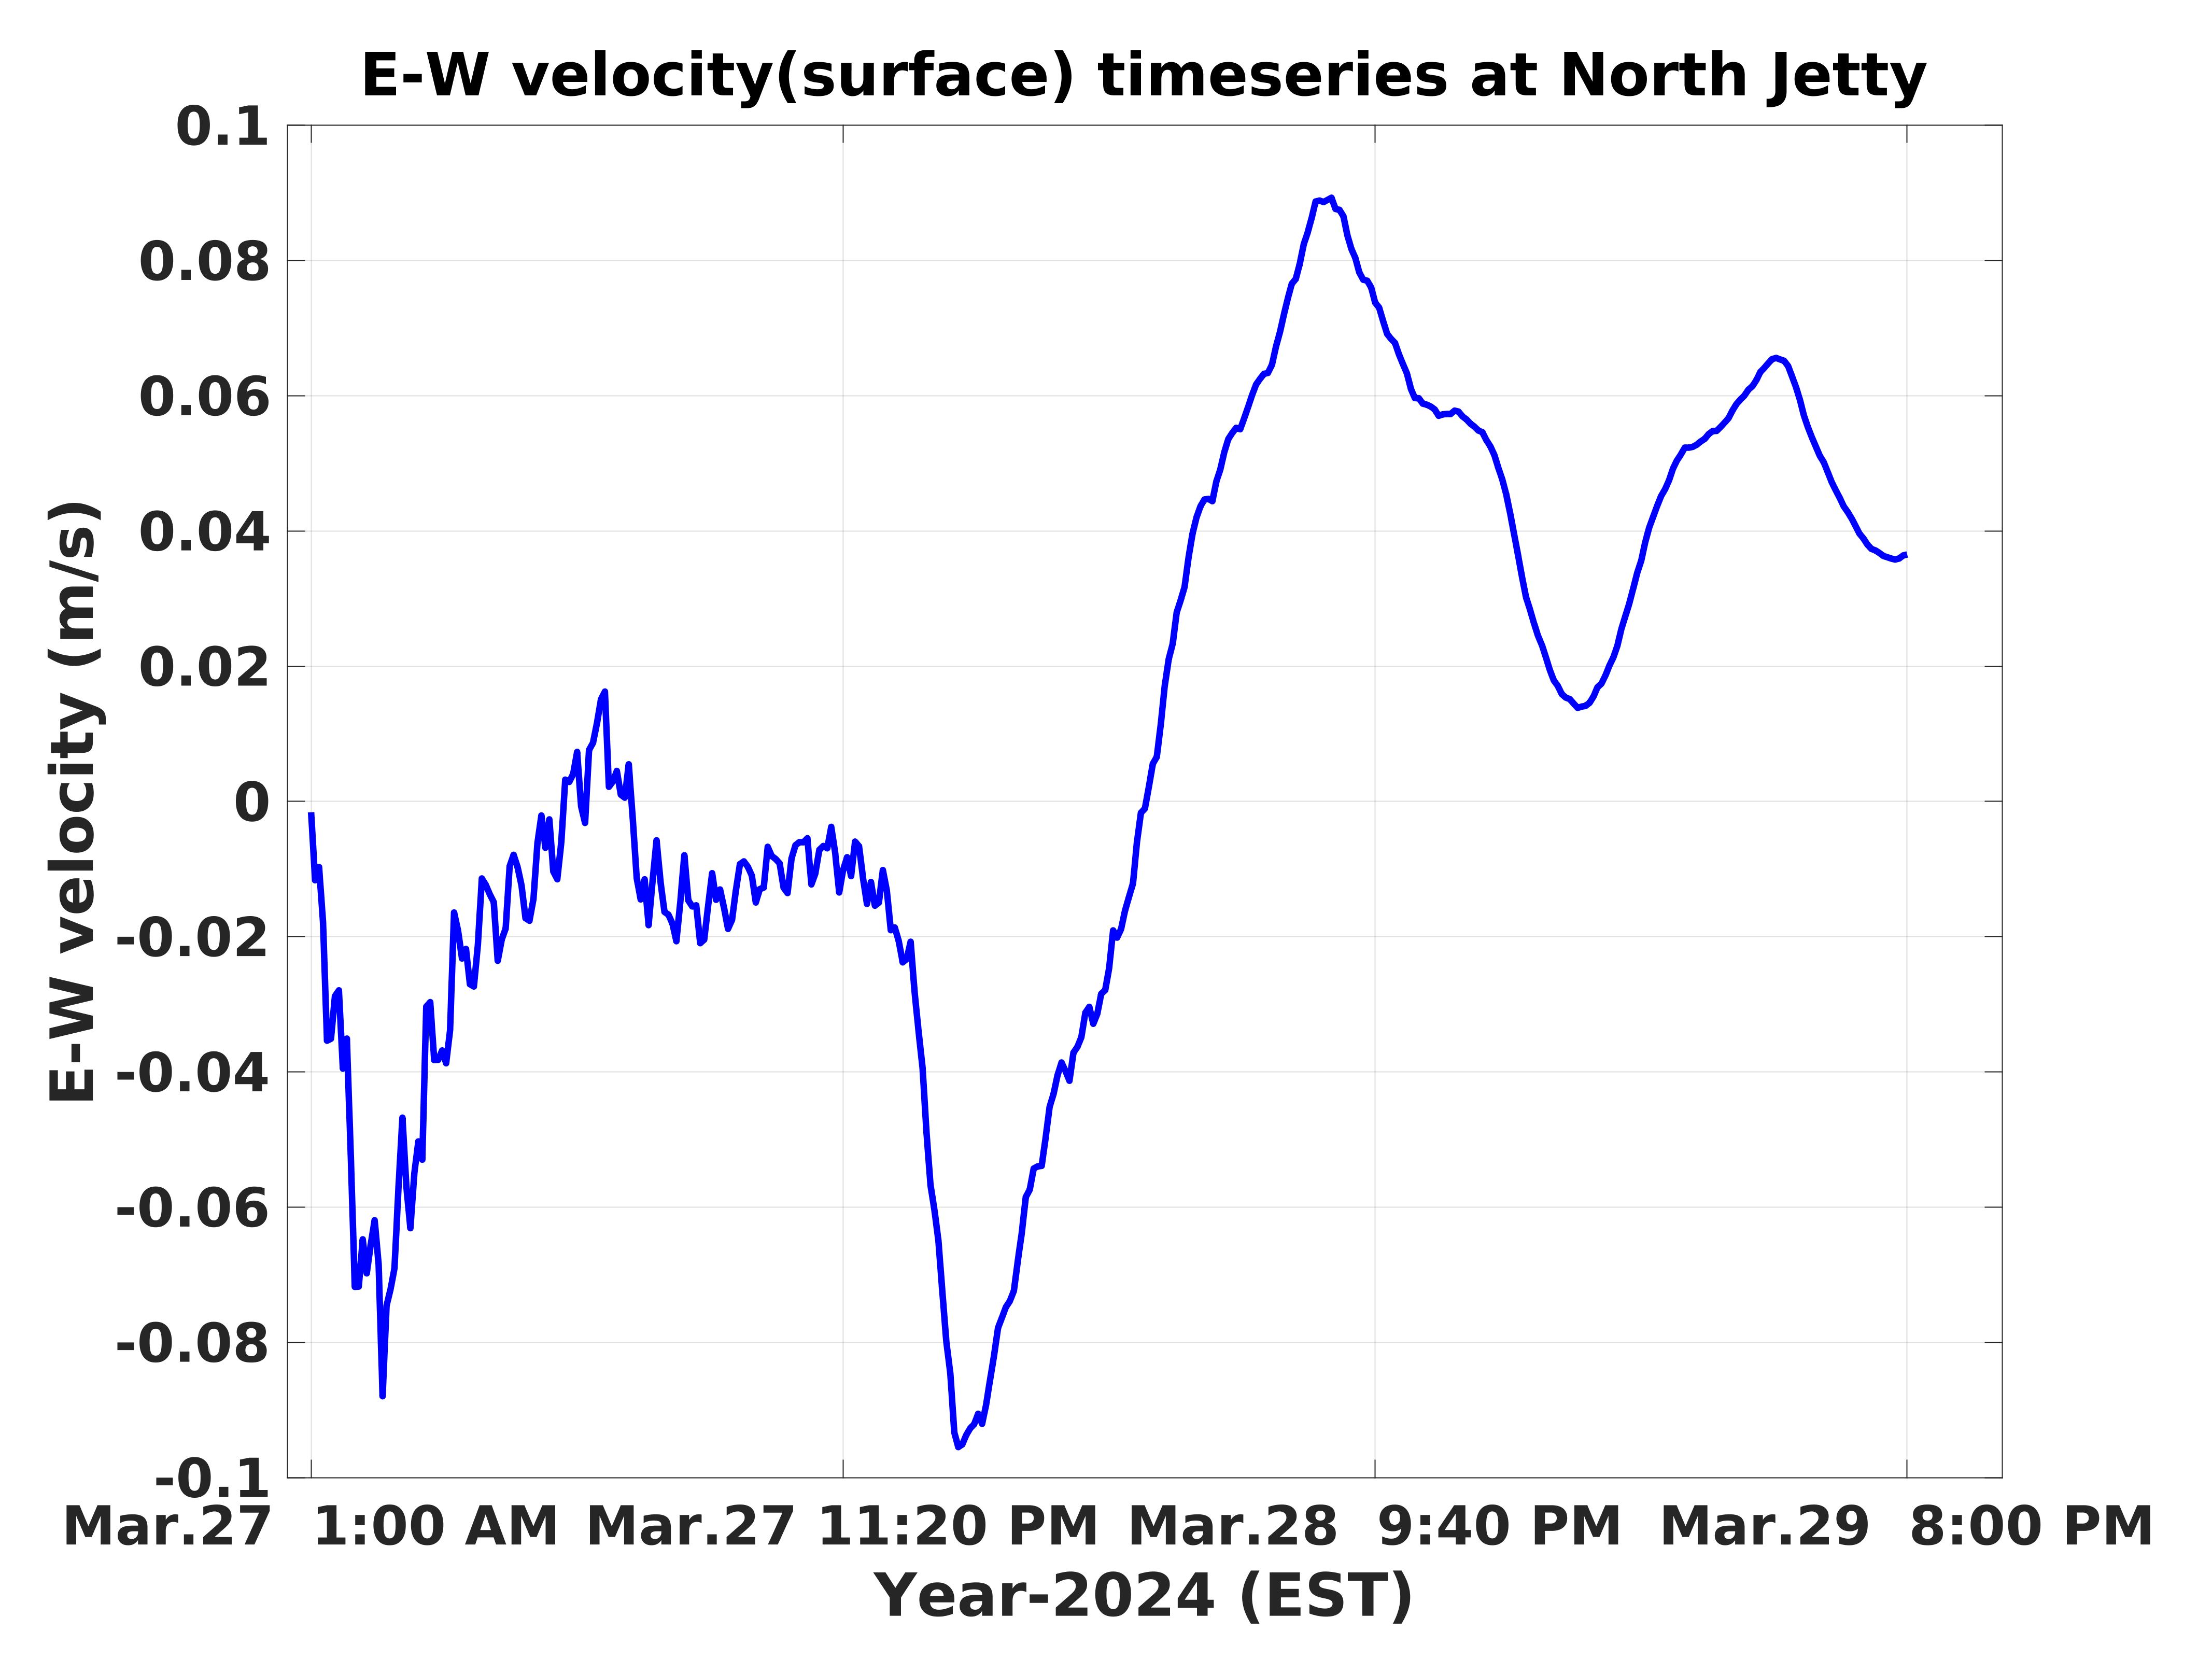 E-W velocity(surface) timeseries at North Jetty
0.1
0.08
0.06
0.04
0.02
0
-0.02
-0.04
-0.06
-0.08
-0.1
E-W velocity (m/s)
Mar.27 1:00 AM Mar.27 11:20 PM Mar.28 9:40 PM Mar.29 8:00 PM
Year-2024 (EST)